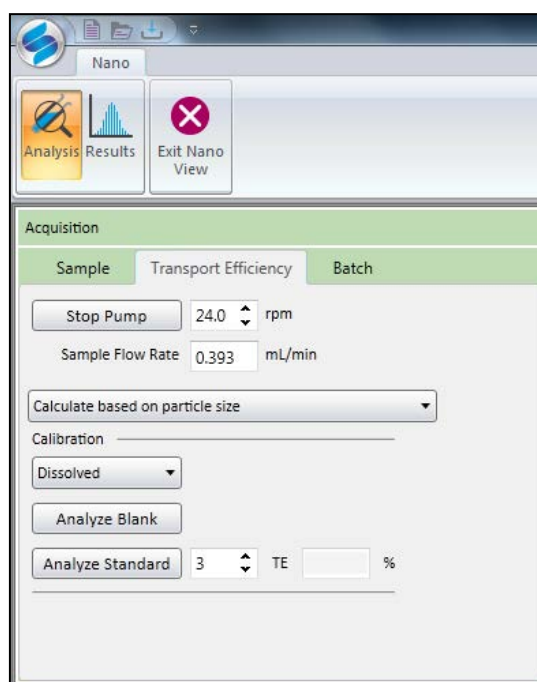 Nano
Analysis Results Exit Nano View
Acquisition
Sample Transport Efficiency Batch
Stop Pump 24.0 rpm
Sample Flow Rate 0.393 mL/min
Calculate based on particle size
Calibration
Dissolved
Analyze Blank
Analyze Standard 3 TE %